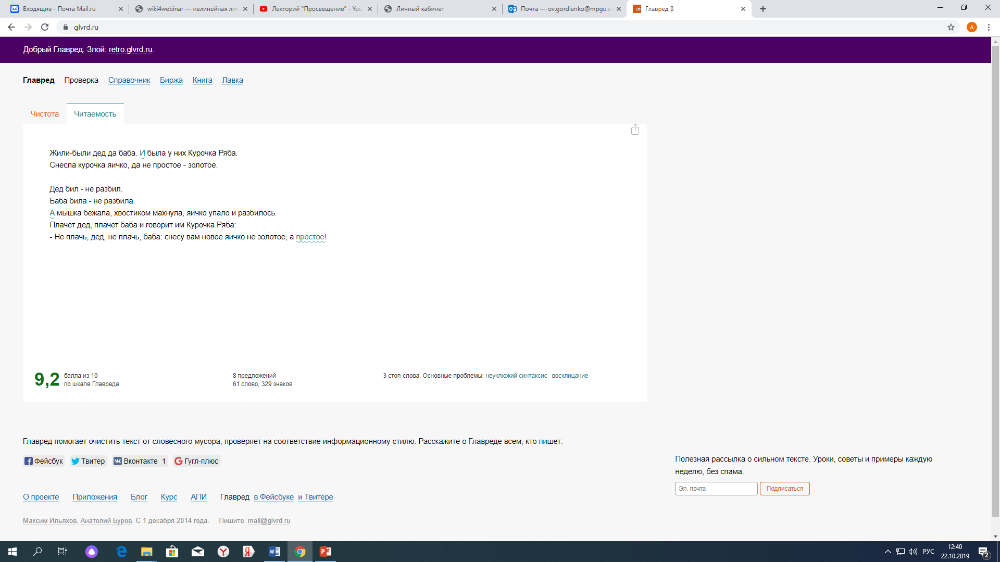 Входящие - Почта Mail.ru
wiki4webinar — нелинейная ли
Лекторий "Просвещение" - You
Личный кабинет
Почта — ov.gordienko@mpgu.s
Главред β
glvrd.ru
A
Добрый Главред. Злой: retro.glvrd.ru.
Главред Проверка Справочник Биржа Книга Лавка
Чистота Читаемость
Жили-были дед да баба. И была у них Курочка Ряба.
Снесла курочка яичко, да не простое - золотое.
Дед бил - не разбил.
Баба била - не разбила.
А мышка бежала, хвостиком махнула, яичко упало и разбилось.
Плачет дед, плачет баба и говорит им Курочка Ряба:
- Не плачь, дед, не плачь, баба: снесу вам новое яичко не золотое, а простое!
9,2 балла из 10
по шкале Главреда
8 предложений
61 слово, 329 знаков
3 стоп-слова. Основные проблемы: неуклюжий синтаксис восклицание
Главред помогает очистить текст от словесного мусора, проверяет на соответствие информационному стилю. Расскажите о Главреде всем, кто пишет:
Фейсбук Твитер Вконтакте 1 Гугл-плюс
Полезная рассылка о сильном тексте. Уроки, советы и примеры каждую
неделю, без спама.
Эл. почта Подписаться
О проекте Приложения Блог Курс АПИ Главред в Фейсбуке и Твитере
Максим Ильяхов, Анатолий Буров. С 1 декабря 2014 года. Пишите: mail@glvrd.ru
РУС
12:40
22.10.2019
2